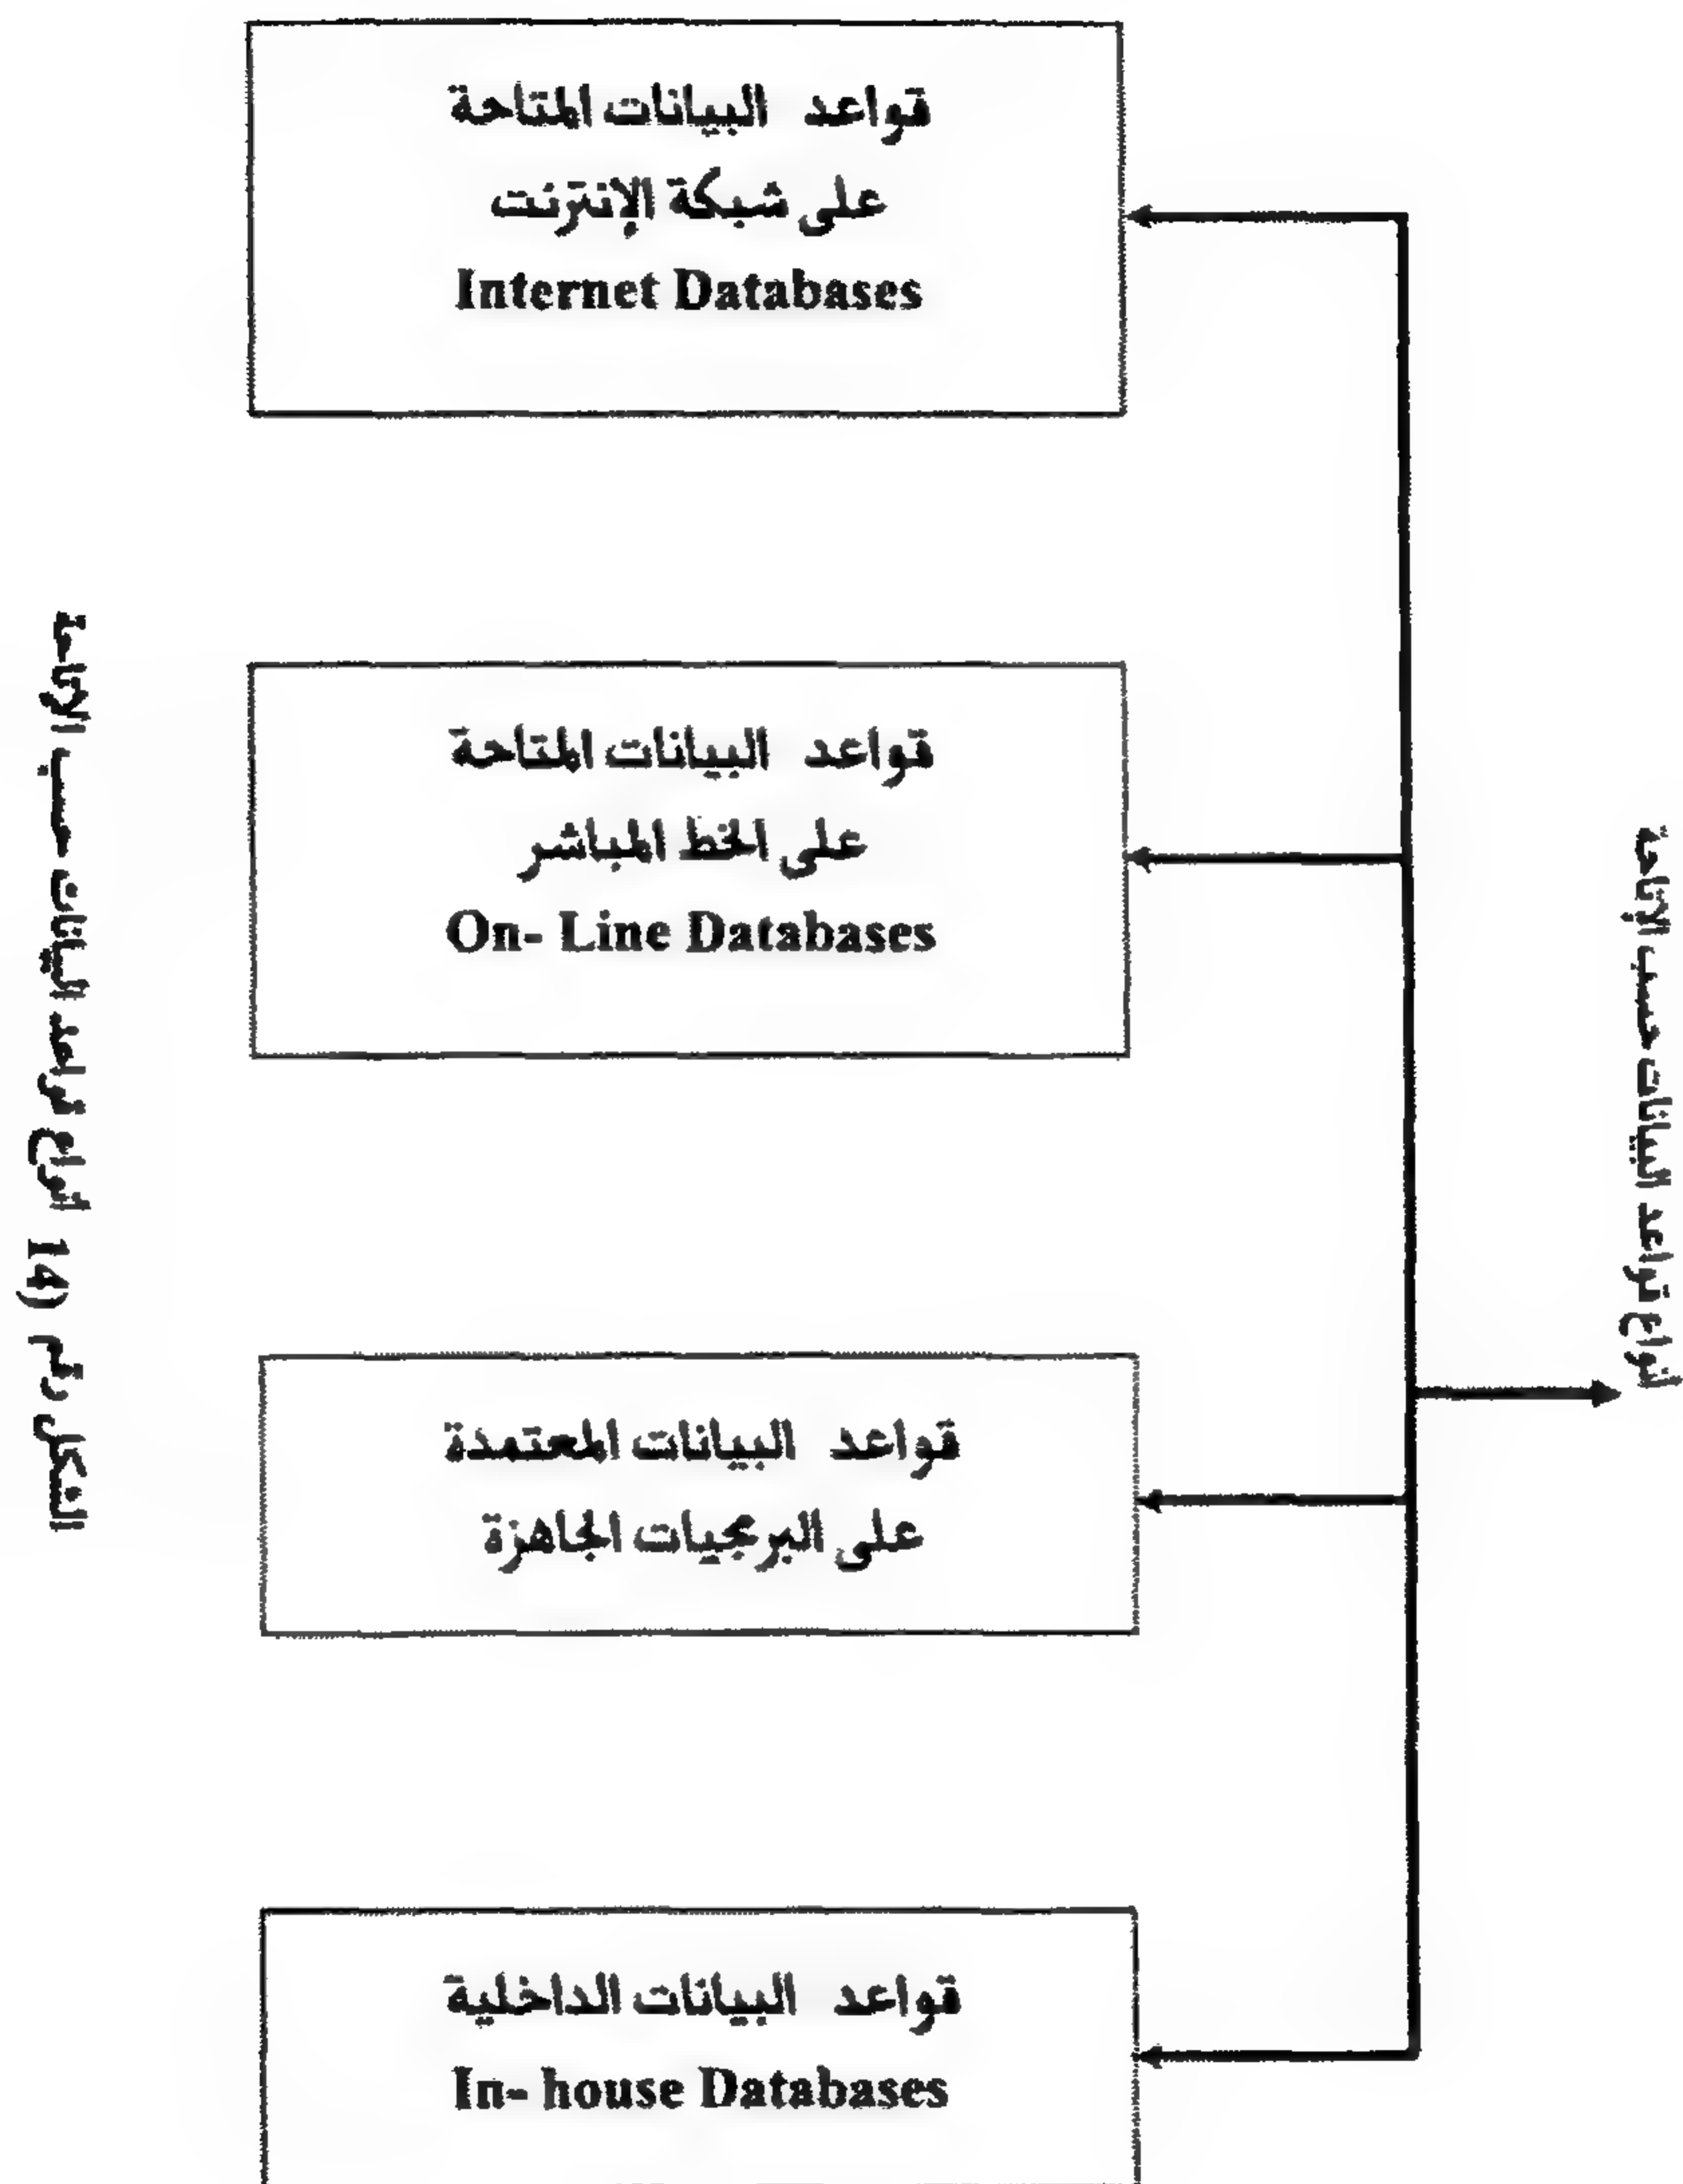 أنواع قواعد البيانات حسب الإتاحة
قواعد البيانات المتاحة
على شبكة الإنترنت
Internet Databases
قواعد البيانات المتاحة
على الخط المباشر
On- Line Databases
قواعد البيانات المعتمدة
على البرمجيات الجاهزة
قواعد البيانات الداخلية
In- house Databases
الشكل رقم (14) أنواع قواعد البيانات حسب الإتاحة